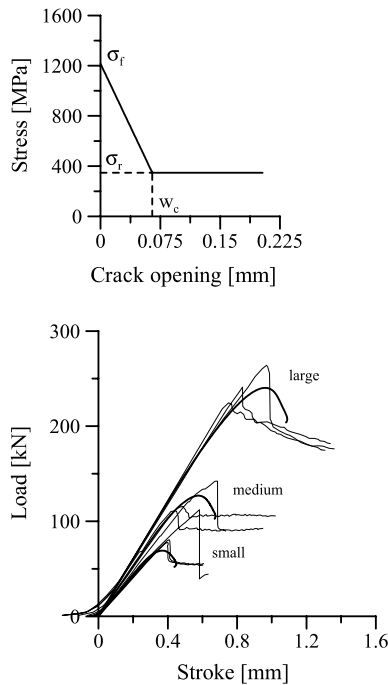 1600
1200
800
400
0
Stress [MPa]
σf
σr
wc
0 0.075 0.15 0.225
Crack opening [mm]
300
200
100
0
Load [kN]
large
medium
small
0 0.4 0.8 1.2 1.6
Stroke [mm]